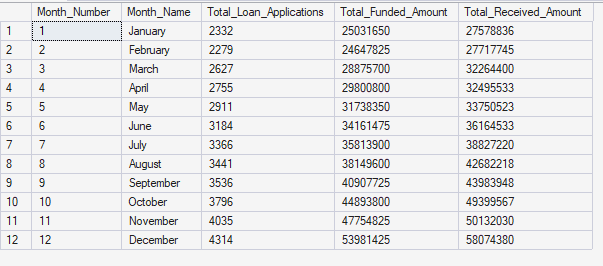 Month_Number Month_Name Total_Loan_Applications Total_Funded_Amount Total_Received_Amount
1 1 January 2332 25031650 27578836
2 2 February 2279 24647825 27717745
3 3 March 2627 28875700 32264400
4 4 April 2755 29800800 32495533
5 5 May 2911 31738350 33750523
6 6 June 3184 34161475 36164533
7 7 July 3366 35813900 38827220
8 8 August 3441 38149600 42682218
9 9 September 3536 40907725 43983948
10 10 October 3796 44893800 49399567
11 11 November 4035 47754825 50132030
12 12 December 4314 53981425 58074380